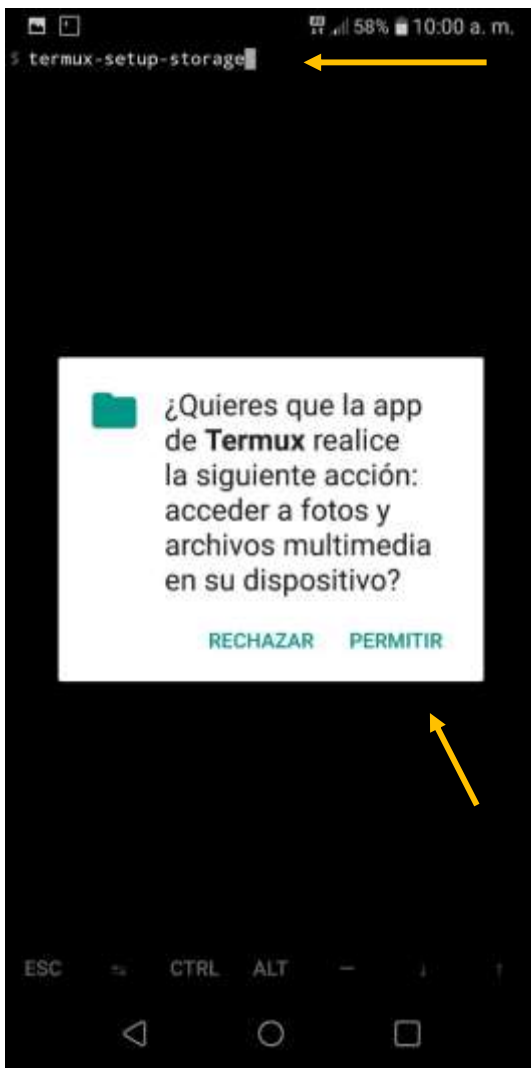 58% 10:00 a. m.
$ termux-setup-storage
¿Quieres que la app
de Termux realice
la siguiente acción:
acceder a fotos y
archivos multimedia
en su dispositivo?
RECHAZAR PERMITIR
ESC CTRL ALT — ↓ ↑